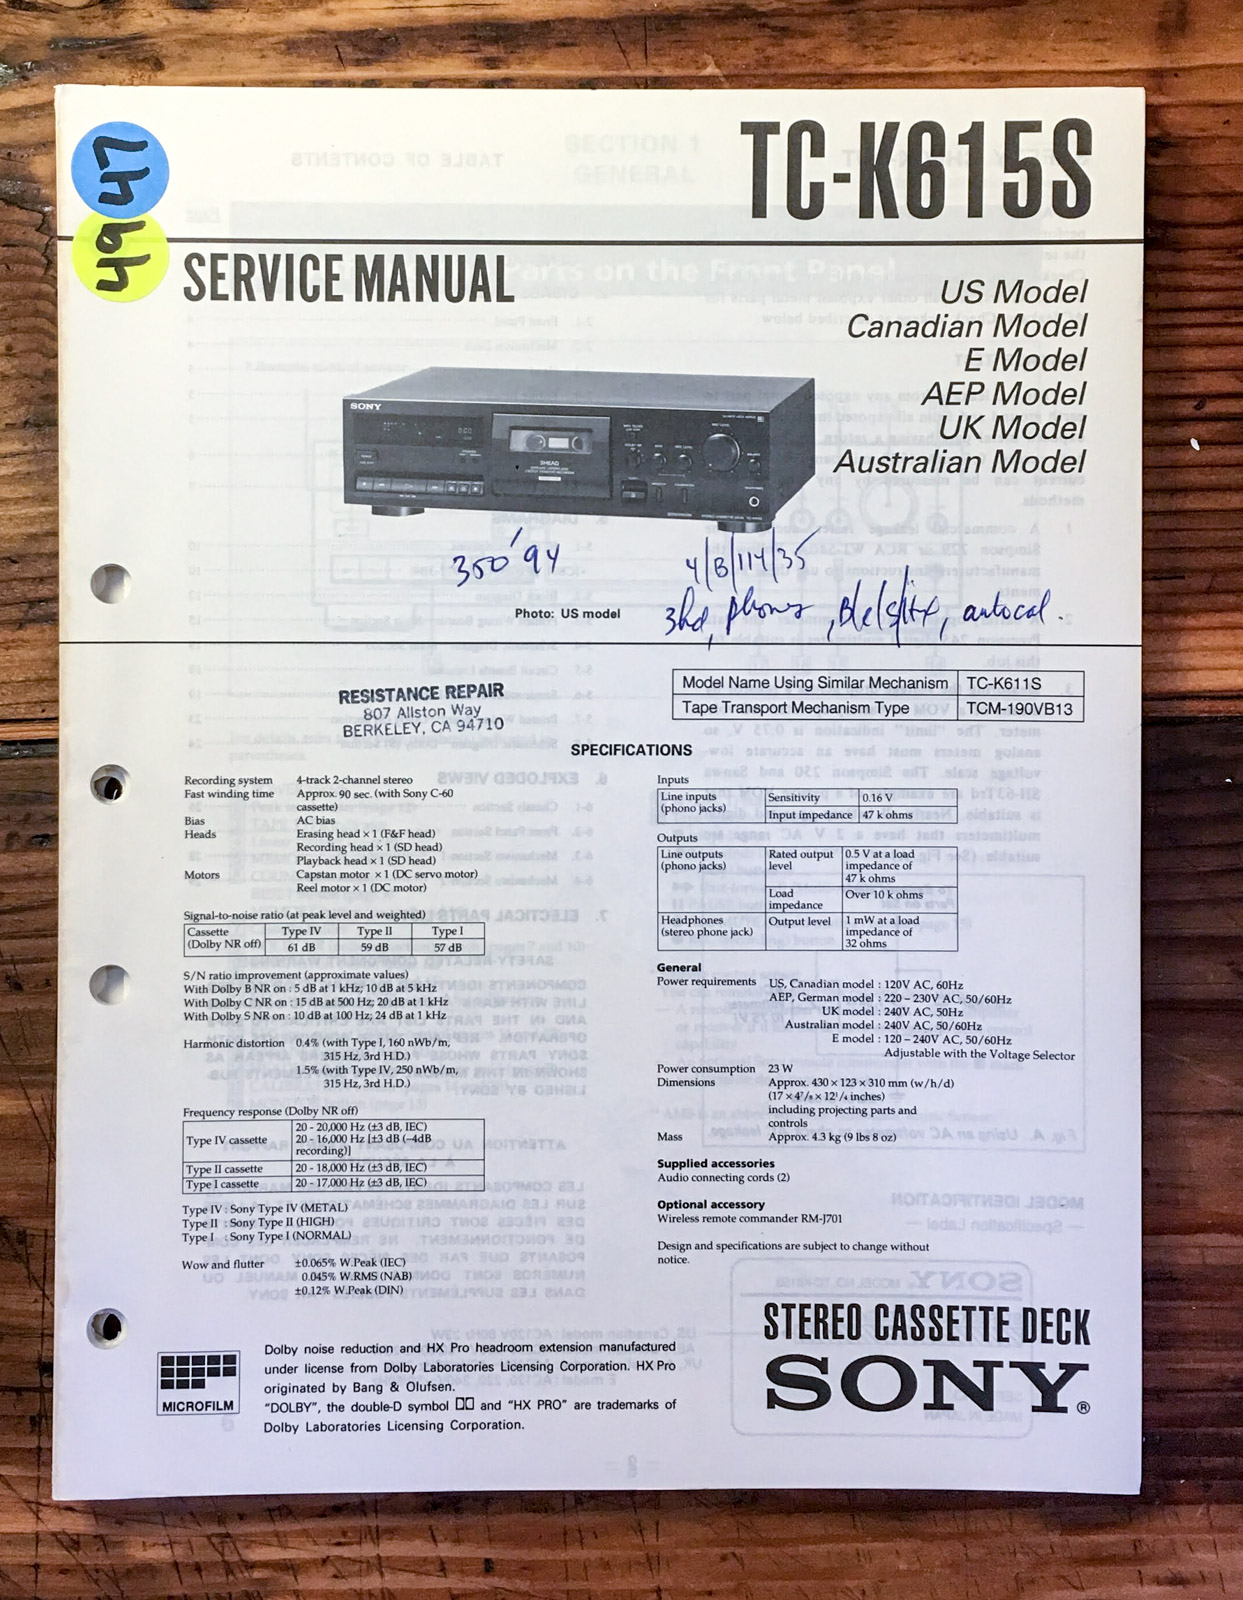 4947
TC-K615S
SERVICE MANUAL
US Model
Canadian Model
E Model
AEP Model
UK Model
Australian Model
SONY
350 '94
4/B/114/35
Photo: US model
3hd, phones, B/c/s/Hx, autocal.
RESISTANCE REPAIR
807 Allston Way
BERKELEY, CA 94710
Model Name Using Similar Mechanism TC-K611S
Tape Transport Mechanism Type TCM-190VB13
SPECIFICATIONS
Recording system 4-track 2-channel stereo
Fast winding time Approx. 90 sec. (with Sony C-60
cassette)
Bias AC bias
Heads Erasing head × 1 (F&F head)
Recording head × 1 (SD head)
Playback head × 1 (SD head)
Motors Capstan motor × 1 (DC servo motor)
Reel motor × 1 (DC motor)
Signal-to-noise ratio (at peak level and weighted)
Cassette Type IV Type II Type I
(Dolby NR off) 61 dB 59 dB 57 dB
S/N ratio improvement (approximate values)
With Dolby B NR on : 5 dB at 1 kHz; 10 dB at 5 kHz
With Dolby C NR on : 15 dB at 500 Hz; 20 dB at 1 kHz
With Dolby S NR on : 10 dB at 100 Hz; 24 dB at 1 kHz
Harmonic distortion 0.4% (with Type I, 160 nWb/m,
315 Hz, 3rd H.D.)
1.5% (with Type IV, 250 nWb/m,
315 Hz, 3rd H.D.)
Frequency response (Dolby NR off)
Type IV cassette 20 - 20,000 Hz (±3 dB, IEC)
20 - 16,000 Hz [±3 dB (–4dB
recording)]
Type II cassette 20 - 18,000 Hz (±3 dB, IEC)
Type I cassette 20 - 17,000 Hz (±3 dB, IEC)
Type IV : Sony Type IV (METAL)
Type II : Sony Type II (HIGH)
Type I : Sony Type I (NORMAL)
Wow and flutter ±0.065% W.Peak (IEC)
0.045% W.RMS (NAB)
±0.12% W.Peak (DIN)
Inputs
Line inputs (phono jacks) Sensitivity 0.16 V
Input impedance 47 k ohms
Outputs
Line outputs (phono jacks) Rated output level 0.5 V at a load impedance of 47 k ohms
Load impedance Over 10 k ohms
Headphones (stereo phone jack) Output level 1 mW at a load impedance of 32 ohms
General
Power requirements US, Canadian model : 120V AC, 60Hz
AEP, German model : 220 – 230V AC, 50/60Hz
UK model : 240V AC, 50Hz
Australian model : 240V AC, 50/60Hz
E model : 120 – 240V AC, 50/60Hz
Adjustable with the Voltage Selector
Power consumption 23 W
Dimensions Approx. 430 × 123 × 310 mm (w/h/d)
(17 × 4 7/8 × 12 1/4 inches)
including projecting parts and
controls
Mass Approx. 4.3 kg (9 lbs 8 oz)
Supplied accessories
Audio connecting cords (2)
Optional accessory
Wireless remote commander RM-J701
Design and specifications are subject to change without
notice.
MICROFILM
Dolby noise reduction and HX Pro headroom extension manufactured
under license from Dolby Laboratories Licensing Corporation. HX Pro
originated by Bang & Olufsen.
"DOLBY", the double-D symbol and "HX PRO" are trademarks of
Dolby Laboratories Licensing Corporation.
STEREO CASSETTE DECK
SONY®